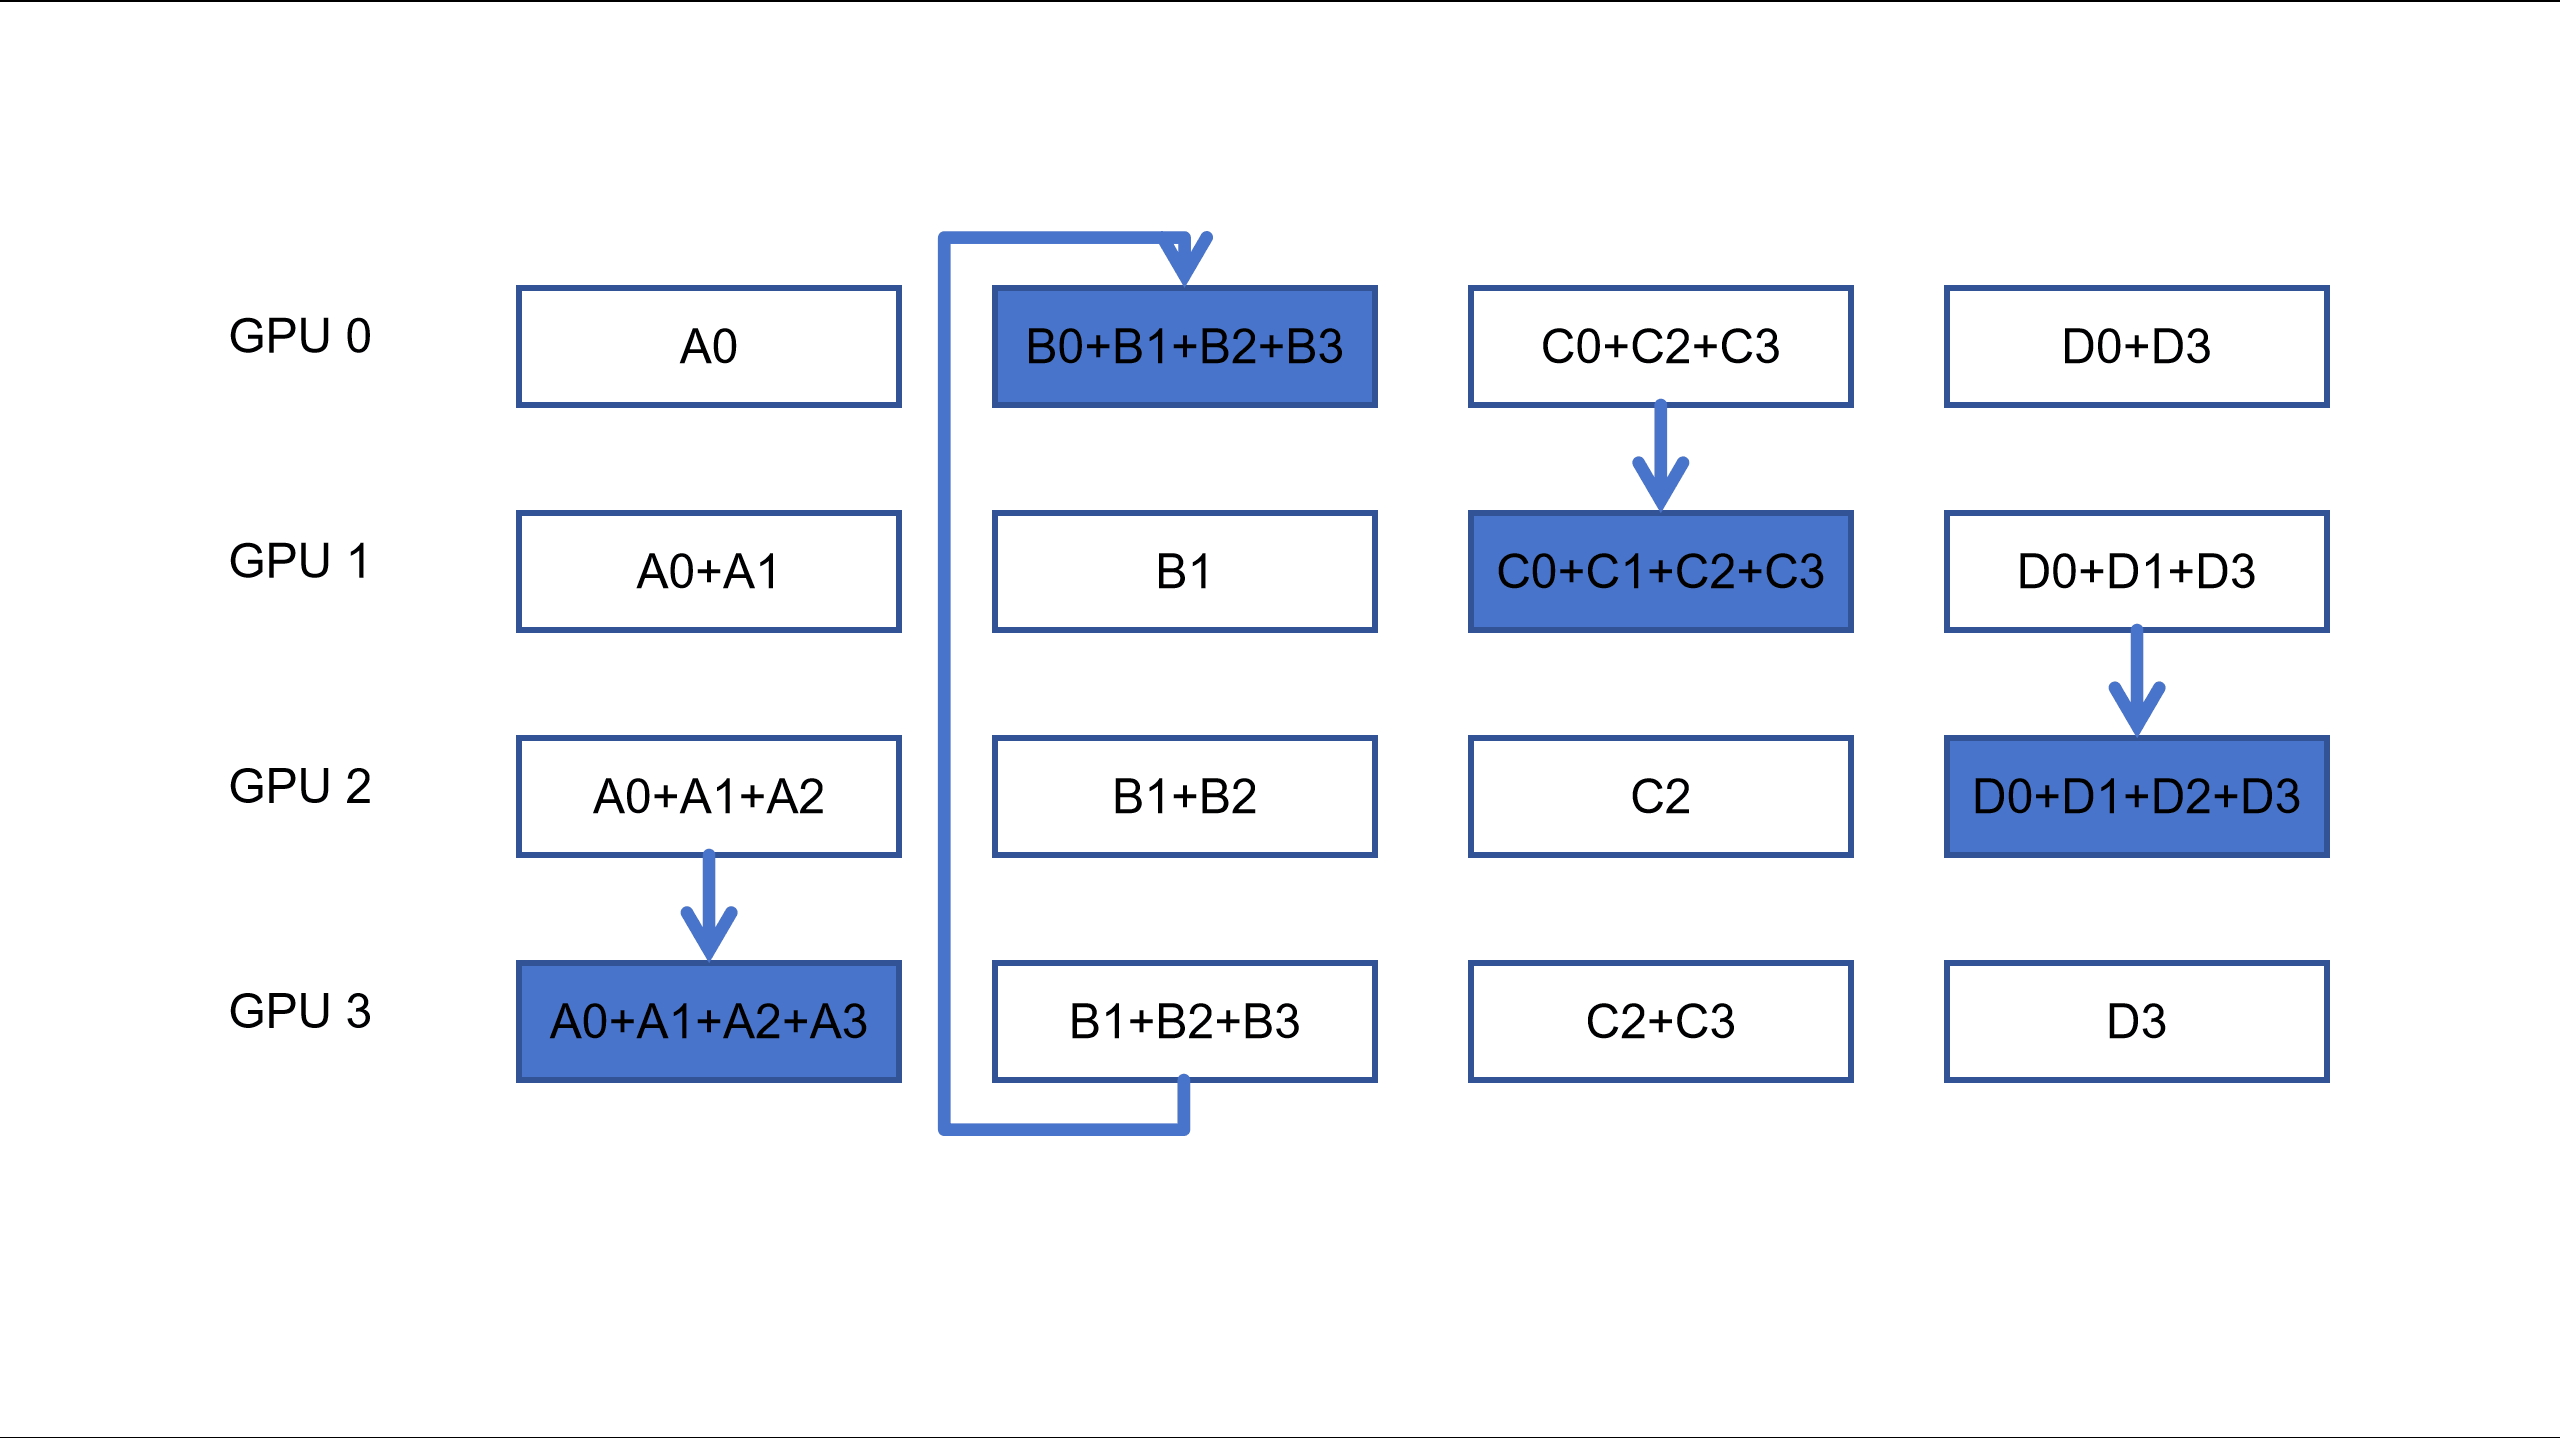 GPU 0 A0 B0+B1+B2+B3 C0+C2+C3 D0+D3
GPU 1 A0+A1 B1 C0+C1+C2+C3 D0+D1+D3
GPU 2 A0+A1+A2 B1+B2 C2 D0+D1+D2+D3
GPU 3 A0+A1+A2+A3 B1+B2+B3 C2+C3 D3